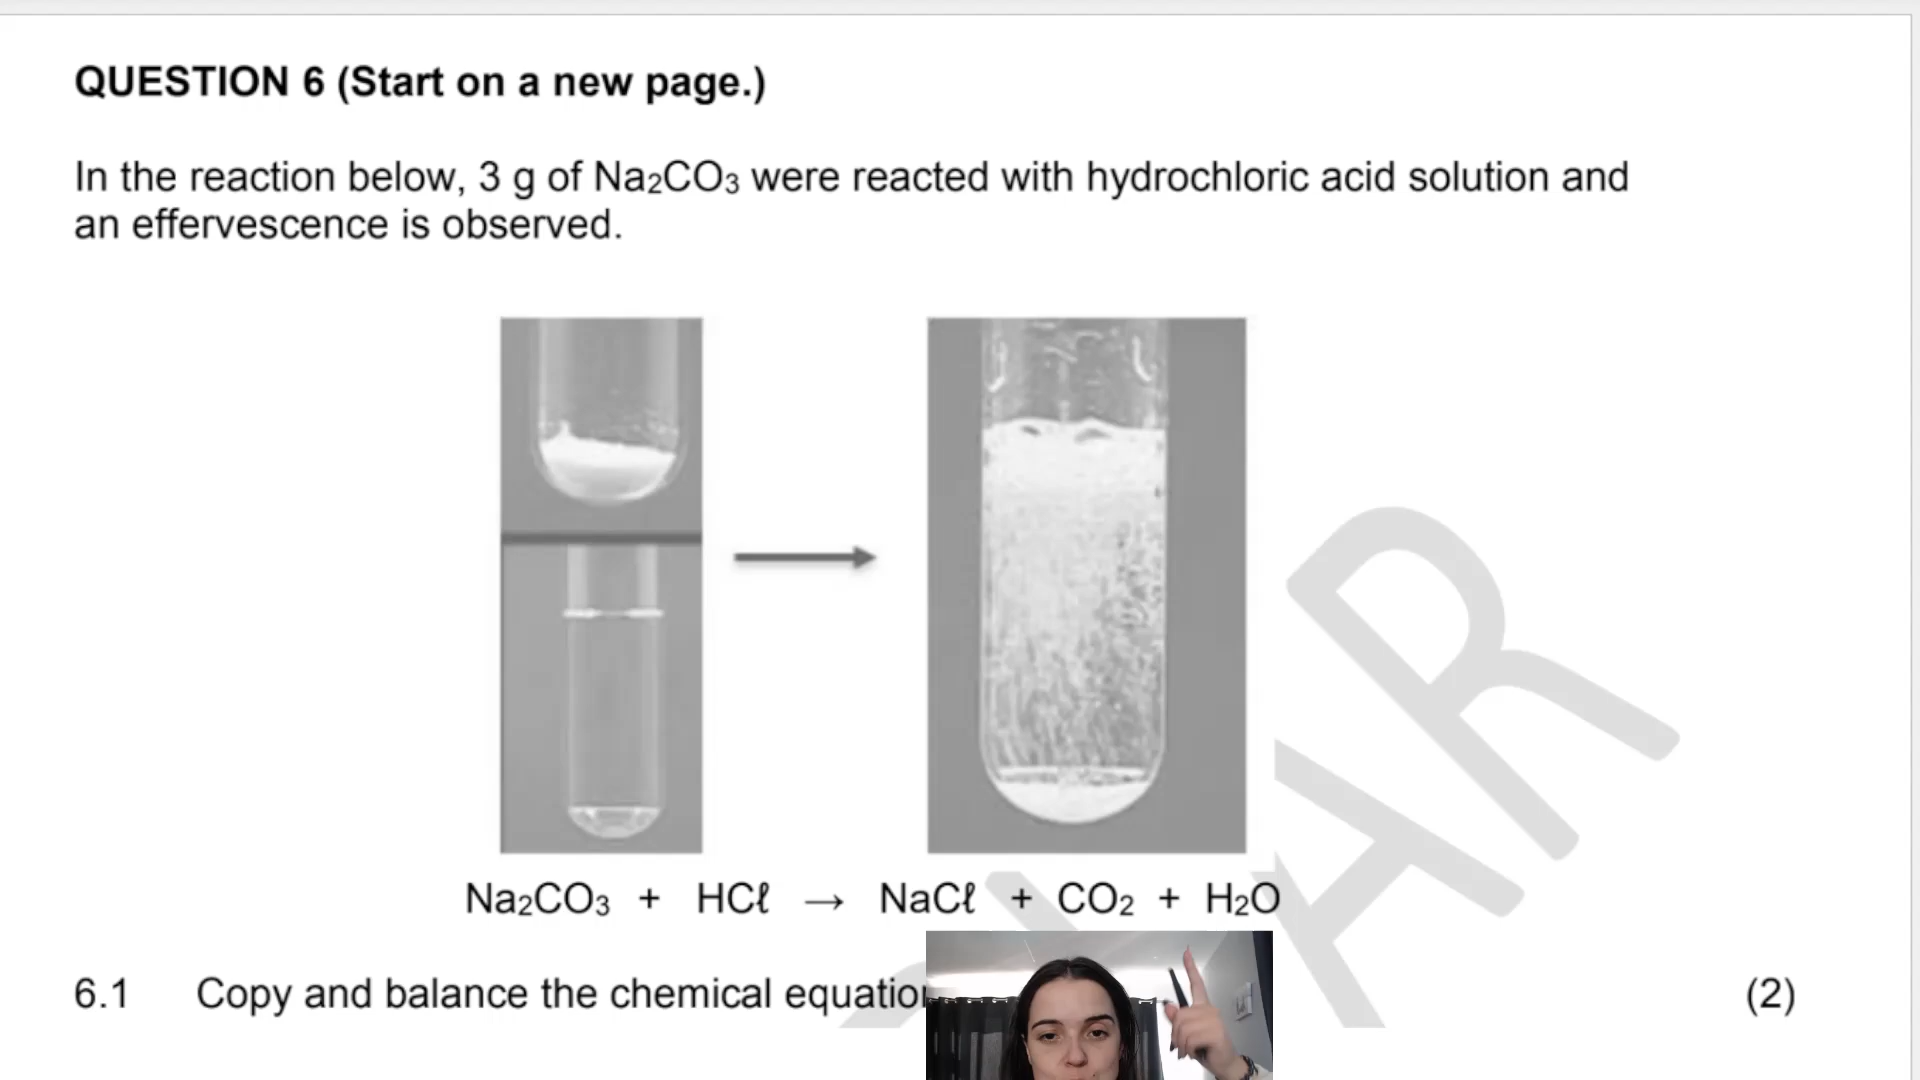 QUESTION 6 (Start on a new page.)
In the reaction below, 3 g of Na₂CO₃ were reacted with hydrochloric acid solution and
an effervescence is observed.
Na₂CO₃ + HCℓ → NaCℓ + CO₂ + H₂O
6.1 Copy and balance the chemical (2)